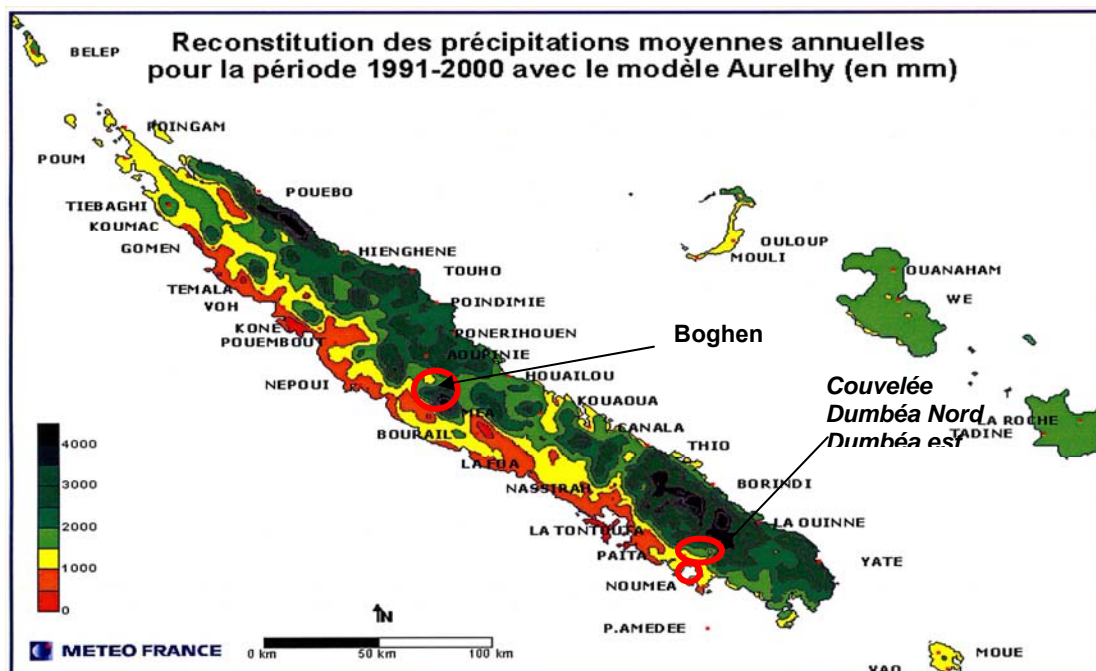 Reconstitution des précipitations moyennes annuelles
pour la période 1991-2000 avec le modèle Aurelhy (en mm)
BELEP
POINGAM
POUM
POUEBO
TIEBAGHI
KOUMAC
GOMEN
HIENGHENE
TOUHO
OULOUP
MOULI
OUANAHAM
WE
TEMALA
VOH
POINDIMIE
KONE
POUEMBOUT
PONERIHOUEN
AOUPINIE
Boghen
NEPOUI
HOUAILOU
KOUAOUA
MEA
BOURAIL
CANALA
Couvelée
Dumbéa Nord
Dumbéa est
LA ROCHE
TADINE
THIO
LA FOA
NASSIRAH
BORINDI
LA TONTOUTA
LA OUINNE
PAITA
YATE
NOUMEA
4000
3000
2000
1000
0
N
P.AMEDEE
METEO FRANCE
0 km
50 km
100 km
MOUE